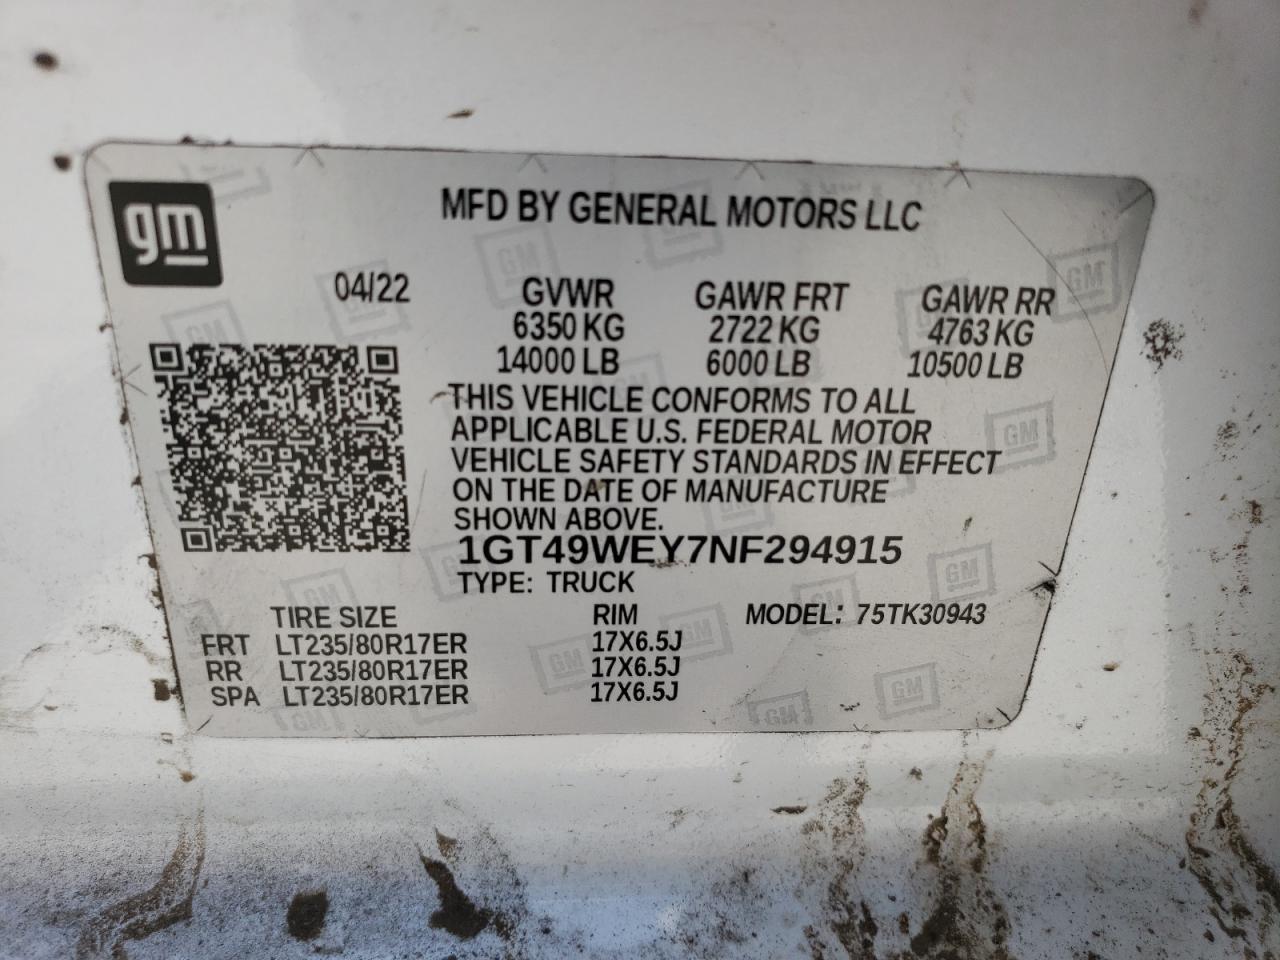 gm
MFD BY GENERAL MOTORS LLC
04/22 GVWR GAWR FRT GAWR RR
6350 KG 2722 KG 4763 KG
14000 LB 6000 LB 10500 LB
THIS VEHICLE CONFORMS TO ALL
APPLICABLE U.S. FEDERAL MOTOR
VEHICLE SAFETY STANDARDS IN EFFECT
ON THE DATE OF MANUFACTURE
SHOWN ABOVE.
1GT49WEY7NF294915
TYPE: TRUCK
TIRE SIZE RIM MODEL: 75TK30943
FRT LT235/80R17ER 17X6.5J
RR LT235/80R17ER 17X6.5J
SPA LT235/80R17ER 17X6.5J